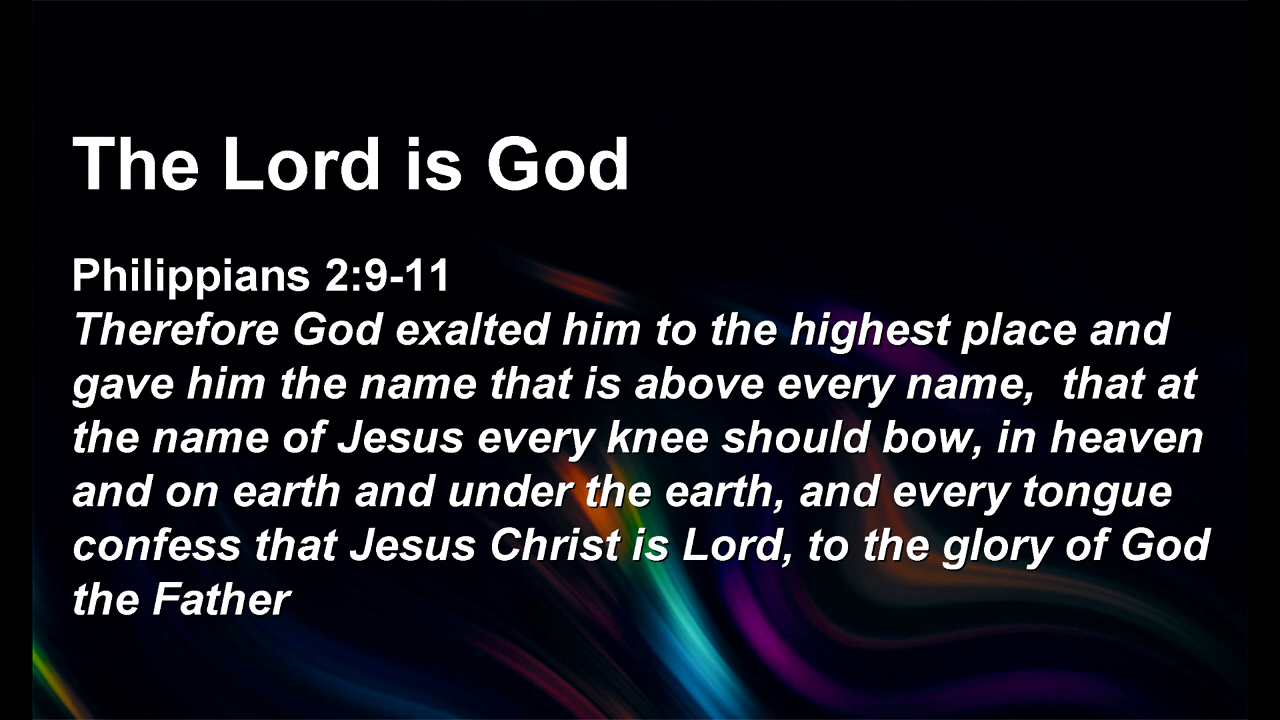 The Lord is God
Philippians 2:9-11
Therefore God exalted him to the highest place and
gave him the name that is above every name,  that at
the name of Jesus every knee should bow, in heaven
and on earth and under the earth, and every tongue
confess that Jesus Christ is Lord, to the glory of God
the Father